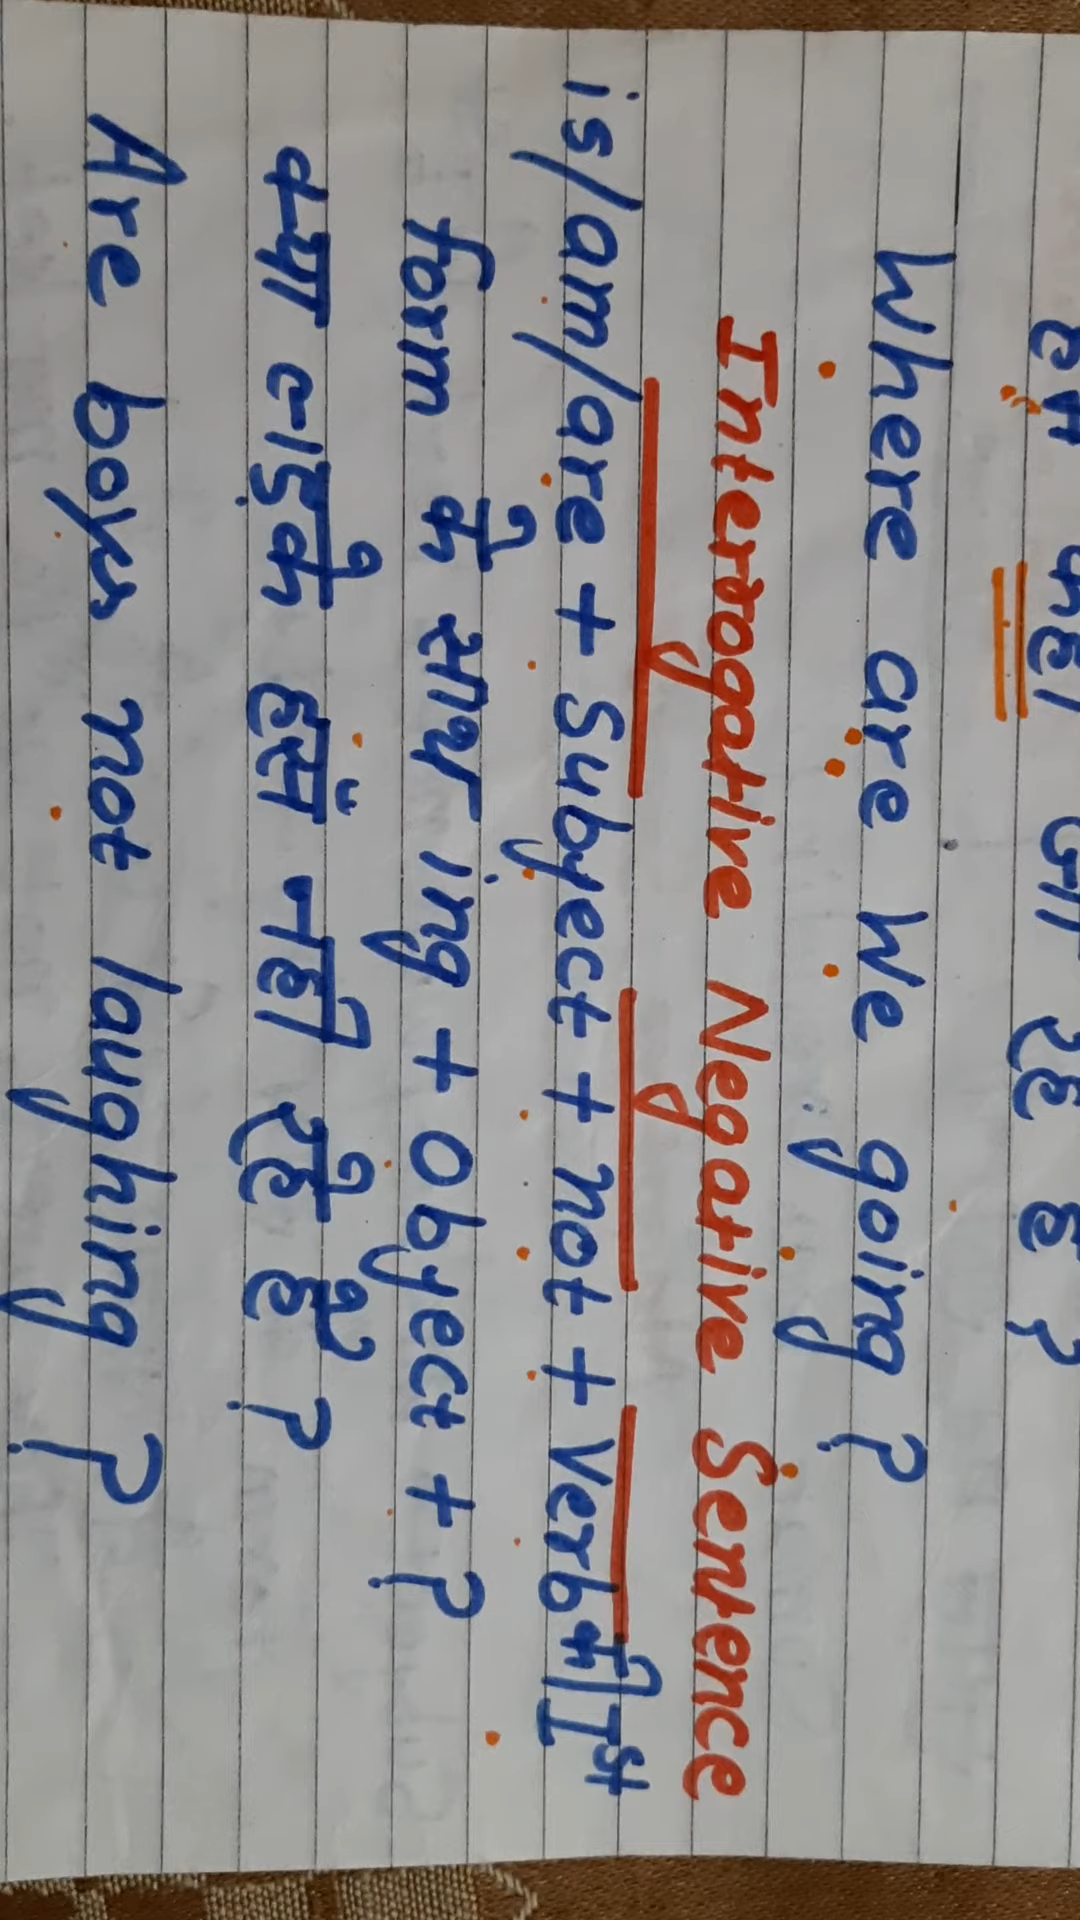 हम कहाँ जा रहे है ?
Where are We going ?
Interrogative Negative Sentence
is/am/are + Subject + not + Verb की Ist
form के साथ ing + Object + ?
क्या लड़के हँस नहीं रहे हैं ?
Are boys not laughing ?